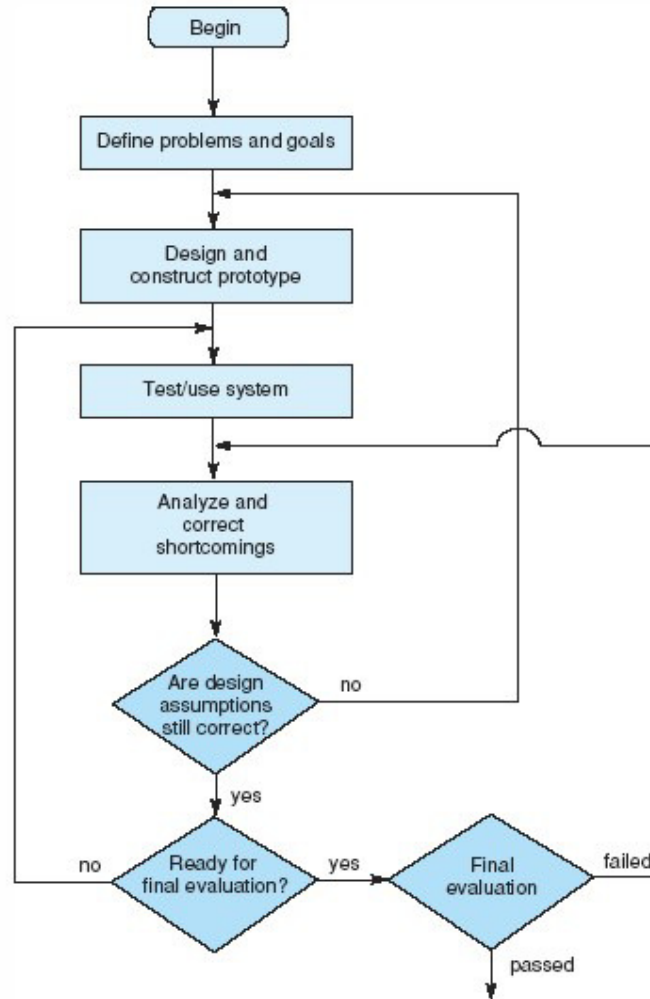 Begin
Define problems and goals
Design and
construct prototype
Test/use system
Analyze and
correct
shortcomings
Are design
assumptions
still correct?
no
yes
no
Ready for
final evaluation?
yes
Final
evaluation
failed
passed